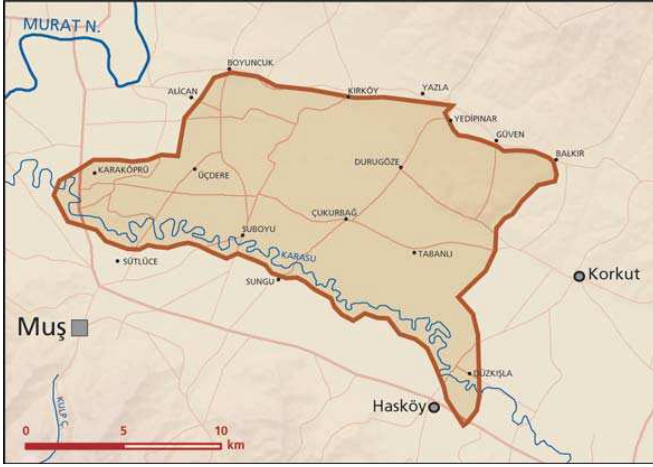 MURAT N.
BOYUNCUK
ALİCAN
KIRKÖY
YAZLA
YEDİPINAR
GÜVEN
BALKIR
KARAKÖPRÜ
ÜÇDERE
DURUGÖZE
ÇUKURBAĞ
SUBOYU
KARASU
TABANLI
SÜTLÜCE
SUNGU
Korkut
Muş
DÜZKIŞLA
Hasköy
KULP Ç.
0 5 10
km